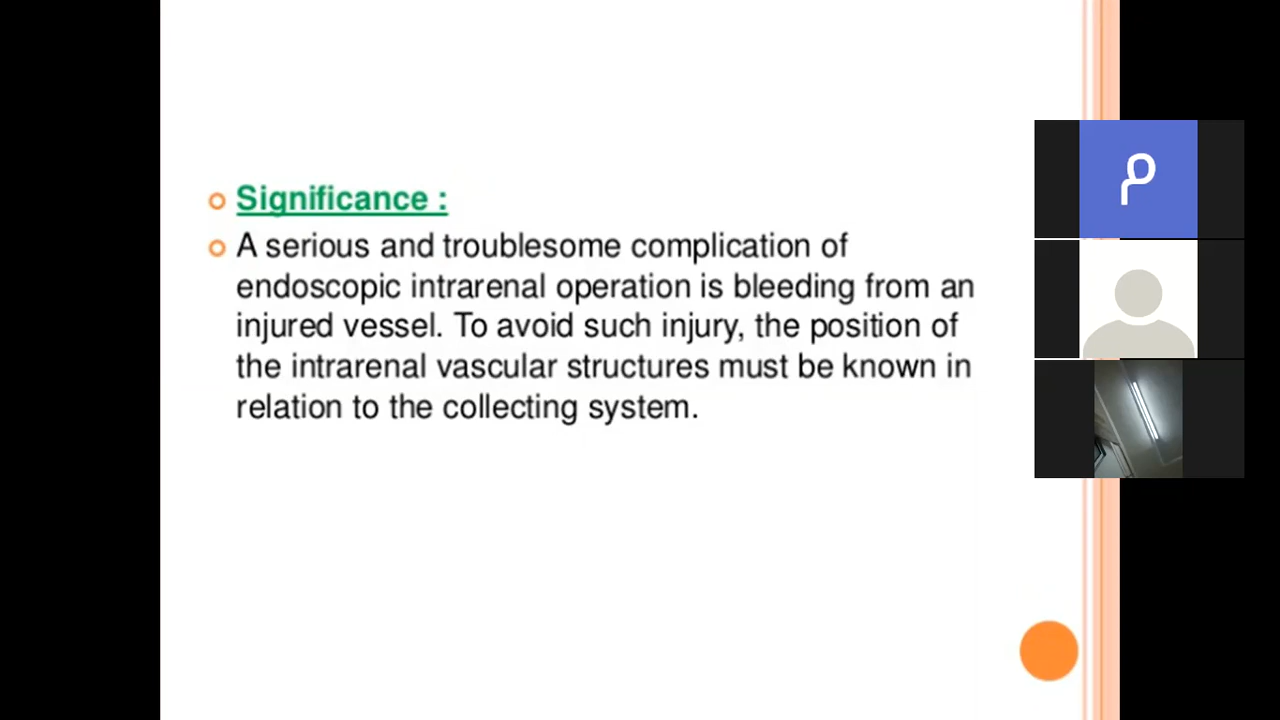 Significance :
A serious and troublesome complication of
endoscopic intrarenal operation is bleeding from an
injured vessel. To avoid such injury, the position of
the intrarenal vascular structures must be known in
relation to the collecting system.
م